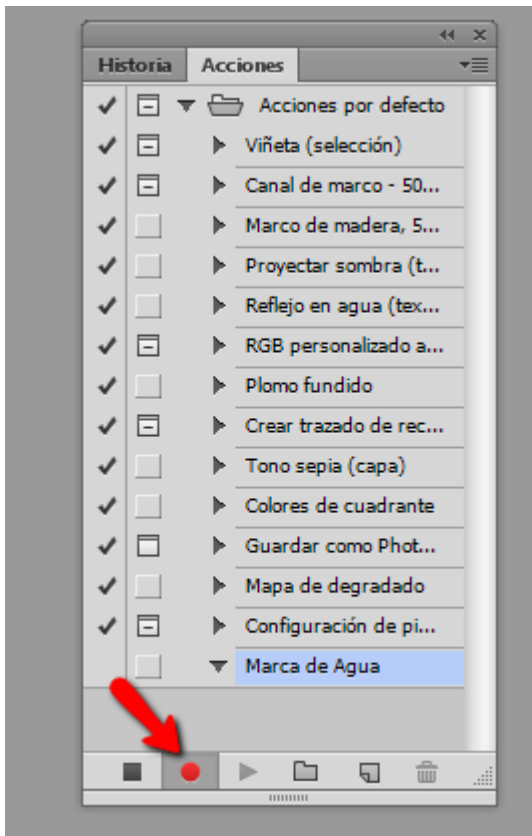 Historia Acciones
Acciones por defecto
Viñeta (selección)
Canal de marco - 50...
Marco de madera, 5...
Proyectar sombra (t...
Reflejo en agua (tex...
RGB personalizado a...
Plomo fundido
Crear trazado de rec...
Tono sepia (capa)
Colores de cuadrante
Guardar como Phot...
Mapa de degradado
Configuración de pi...
Marca de Agua